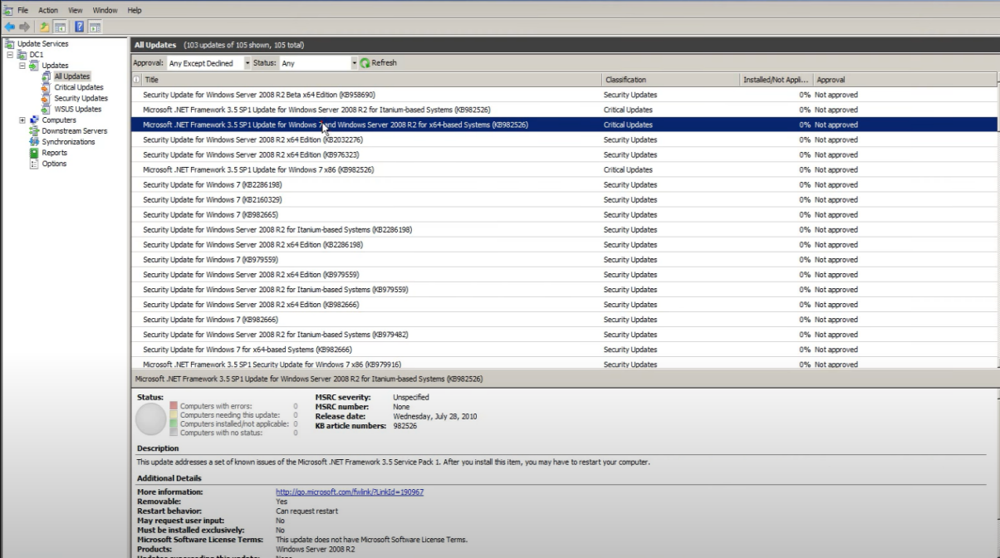 File Action View Window Help
Update Services
DC1
Updates
All Updates
Critical Updates
Security Updates
WSUS Updates
Computers
Downstream Servers
Synchronizations
Reports
Options
All Updates (103 updates of 105 shown, 105 total)
Approval: Any Except Declined Status: Any Refresh
Title Classification Installed/Not Appli... Approval
Security Update for Windows Server 2008 R2 Beta x64 Edition (KB958690) Security Updates 0% Not approved
Microsoft .NET Framework 3.5 SP1 Update for Windows Server 2008 R2 for Itanium-based Systems (KB982526) Critical Updates 0% Not approved
Microsoft .NET Framework 3.5 SP1 Update for Windows 7 and Windows Server 2008 R2 for x64-based Systems (KB982526) Critical Updates 0% Not approved
Security Update for Windows Server 2008 R2 x64 Edition (KB2032276) Security Updates 0% Not approved
Security Update for Windows Server 2008 R2 x64 Edition (KB976323) Security Updates 0% Not approved
Microsoft .NET Framework 3.5 SP1 Update for Windows 7 x86 (KB982526) Critical Updates 0% Not approved
Security Update for Windows 7 (KB2286198) Security Updates 0% Not approved
Security Update for Windows 7 (KB2160329) Security Updates 0% Not approved
Security Update for Windows 7 (KB982665) Security Updates 0% Not approved
Security Update for Windows Server 2008 R2 for Itanium-based Systems (KB2286198) Security Updates 0% Not approved
Security Update for Windows Server 2008 R2 x64 Edition (KB2286198) Security Updates 0% Not approved
Security Update for Windows 7 (KB979559) Security Updates 0% Not approved
Security Update for Windows Server 2008 R2 x64 Edition (KB979559) Security Updates 0% Not approved
Security Update for Windows Server 2008 R2 for Itanium-based Systems (KB979559) Security Updates 0% Not approved
Security Update for Windows Server 2008 R2 x64 Edition (KB982666) Security Updates 0% Not approved
Security Update for Windows 7 (KB982666) Security Updates 0% Not approved
Security Update for Windows Server 2008 R2 for Itanium-based Systems (KB979482) Security Updates 0% Not approved
Security Update for Windows 7 for x64-based Systems (KB982666) Security Updates 0% Not approved
Microsoft .NET Framework 3.5 SP1 Security Update for Windows 7 x86 (KB979916) Security Updates 0% Not approved
Microsoft .NET Framework 3.5 SP1 Update for Windows Server 2008 R2 for Itanium-based Systems (KB982526)
Status:
Computers with errors: 0
Computers needing this update: 0
Computers installed/not applicable: 0
Computers with no status: 0
MSRC severity: Unspecified
MSRC number: None
Release date: Wednesday, July 28, 2010
KB article numbers: 982526
Description
This update addresses a set of known issues of the Microsoft .NET Framework 3.5 Service Pack 1. After you install this item, you may have to restart your computer.
Additional Details
More information: http://go.microsoft.com/fwlink/?LinkId=190967
Removable: Yes
Restart behavior: Can request restart
May request user input: No
Must be installed exclusively: No
Microsoft Software License Terms: This update does not have Microsoft Software License Terms.
Products: Windows Server 2008 R2
Updates superseding this update: None